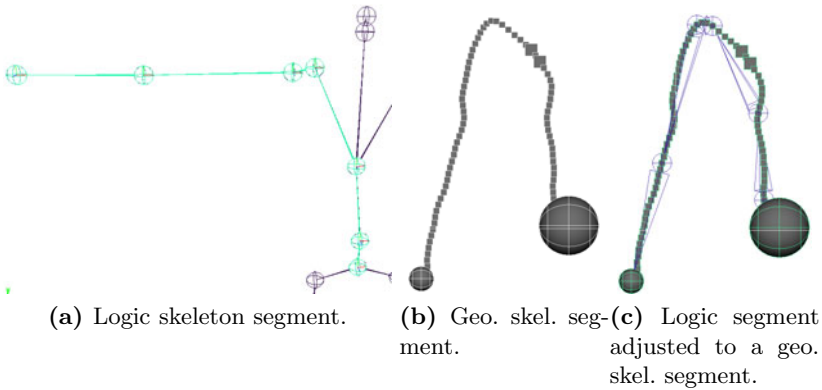 (a) Logic skeleton segment.
(b) Geo. skel. seg-
ment.
(c) Logic segment
adjusted to a geo.
skel. segment.